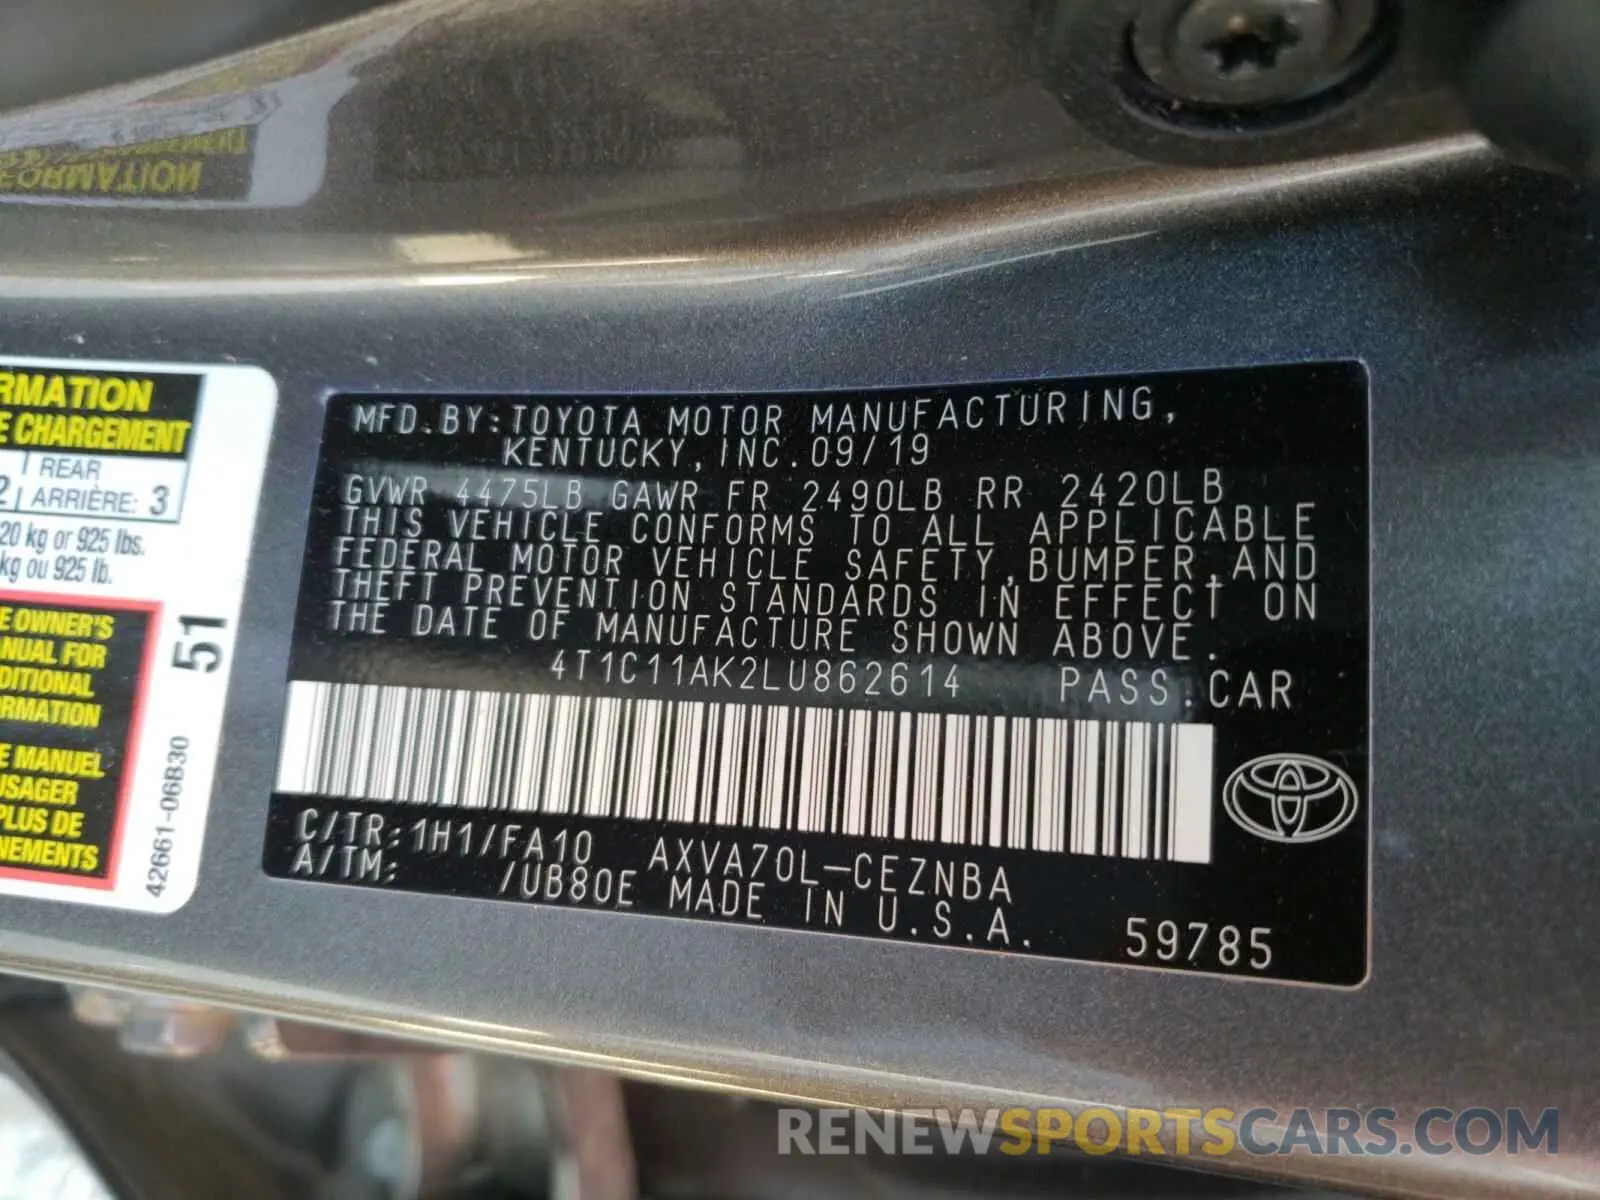 FORMATION
RMATION
E CHARGEMENT
2 | REAR
ARRIÈRE: 3
20 kg or 925 lbs.
kg ou 925 lb.
E OWNER'S
NUAL FOR
DITIONAL
RMATION
E MANUEL
USAGER
PLUS DE
NEMENTS
51
42661-06B30
MFD.BY:TOYOTA MOTOR MANUFACTURING,
KENTUCKY,INC.09/19
GVWR 4475LB GAWR FR 2490LB RR 2420LB
THIS VEHICLE CONFORMS TO ALL APPLICABLE
FEDERAL MOTOR VEHICLE SAFETY,BUMPER,AND
THEFT PREVENTION STANDARDS IN EFFECT ON
THE DATE OF MANUFACTURE SHOWN ABOVE.
4T1C11AK2LU862614 PASS.CAR
C/TR:1H1/FA10 AXVA70L-CEZNBA
A/TM: /UB80E MADE IN U.S.A.
59785
RENEWSPORTSCARS.COM